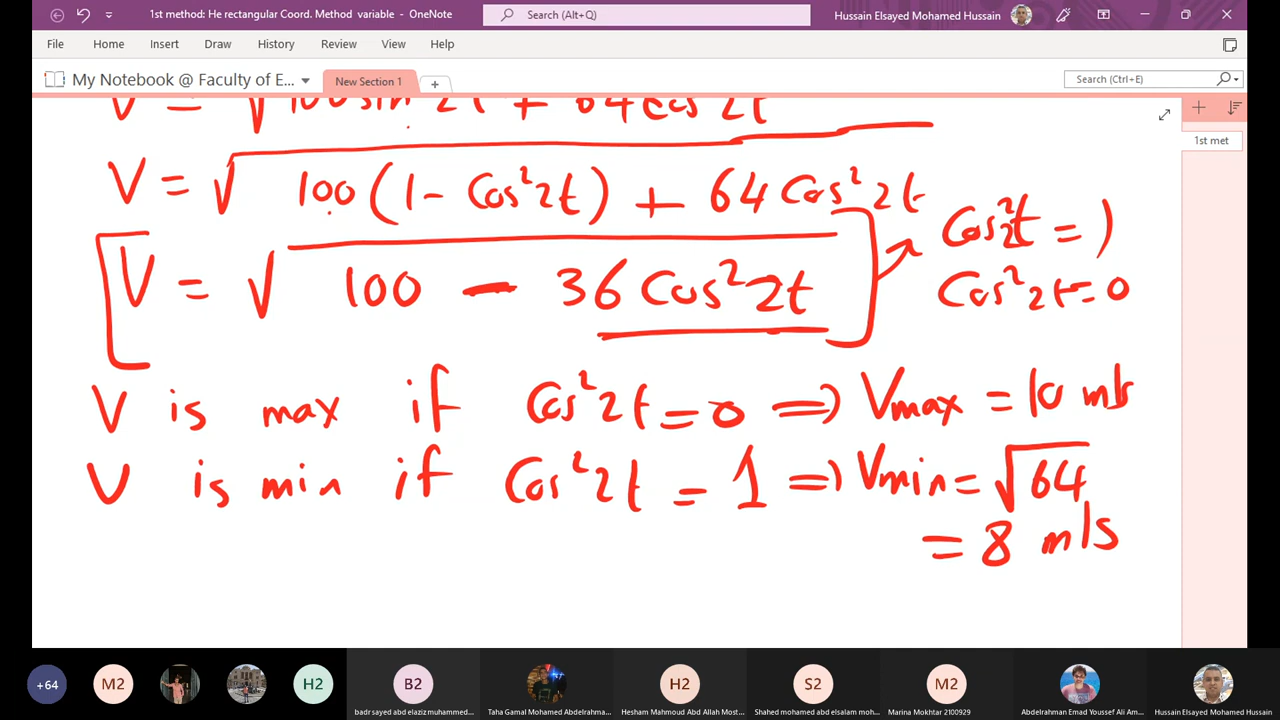 1st method: He rectangular Coord. Method variable - OneNote
Search (Alt+Q)
Hussain Elsayed Mohamed Hussain
File Home Insert Draw History Review View Help
My Notebook @ Faculty of E...
New Section 1
Search (Ctrl+E)
1st met
V = √100sin²2t + 64cos²2t
V = √100(1 - Cos²2t) + 64Cos²2t
V = √100 - 36Cos²2t
Cos²2t = 1
Cos²2t = 0
V is max if Cos²2t = 0 ⇒ Vmax = 10 m/s
V is min if Cos²2t = 1 ⇒ Vmin = √64
= 8 m/s
+64
M2
H2
B2
H2
S2
M2
badr sayed abd elaziz muhammed...
Taha Gamal Mohamed Abdelrahma...
Hesham Mahmoud Abd Allah Most...
Shahed mohamed abd elsalam moh...
Marina Mokhtar 2100929
Abdelrahman Emad Youssef Ali Am...
Hussain Elsayed Mohamed Hussain